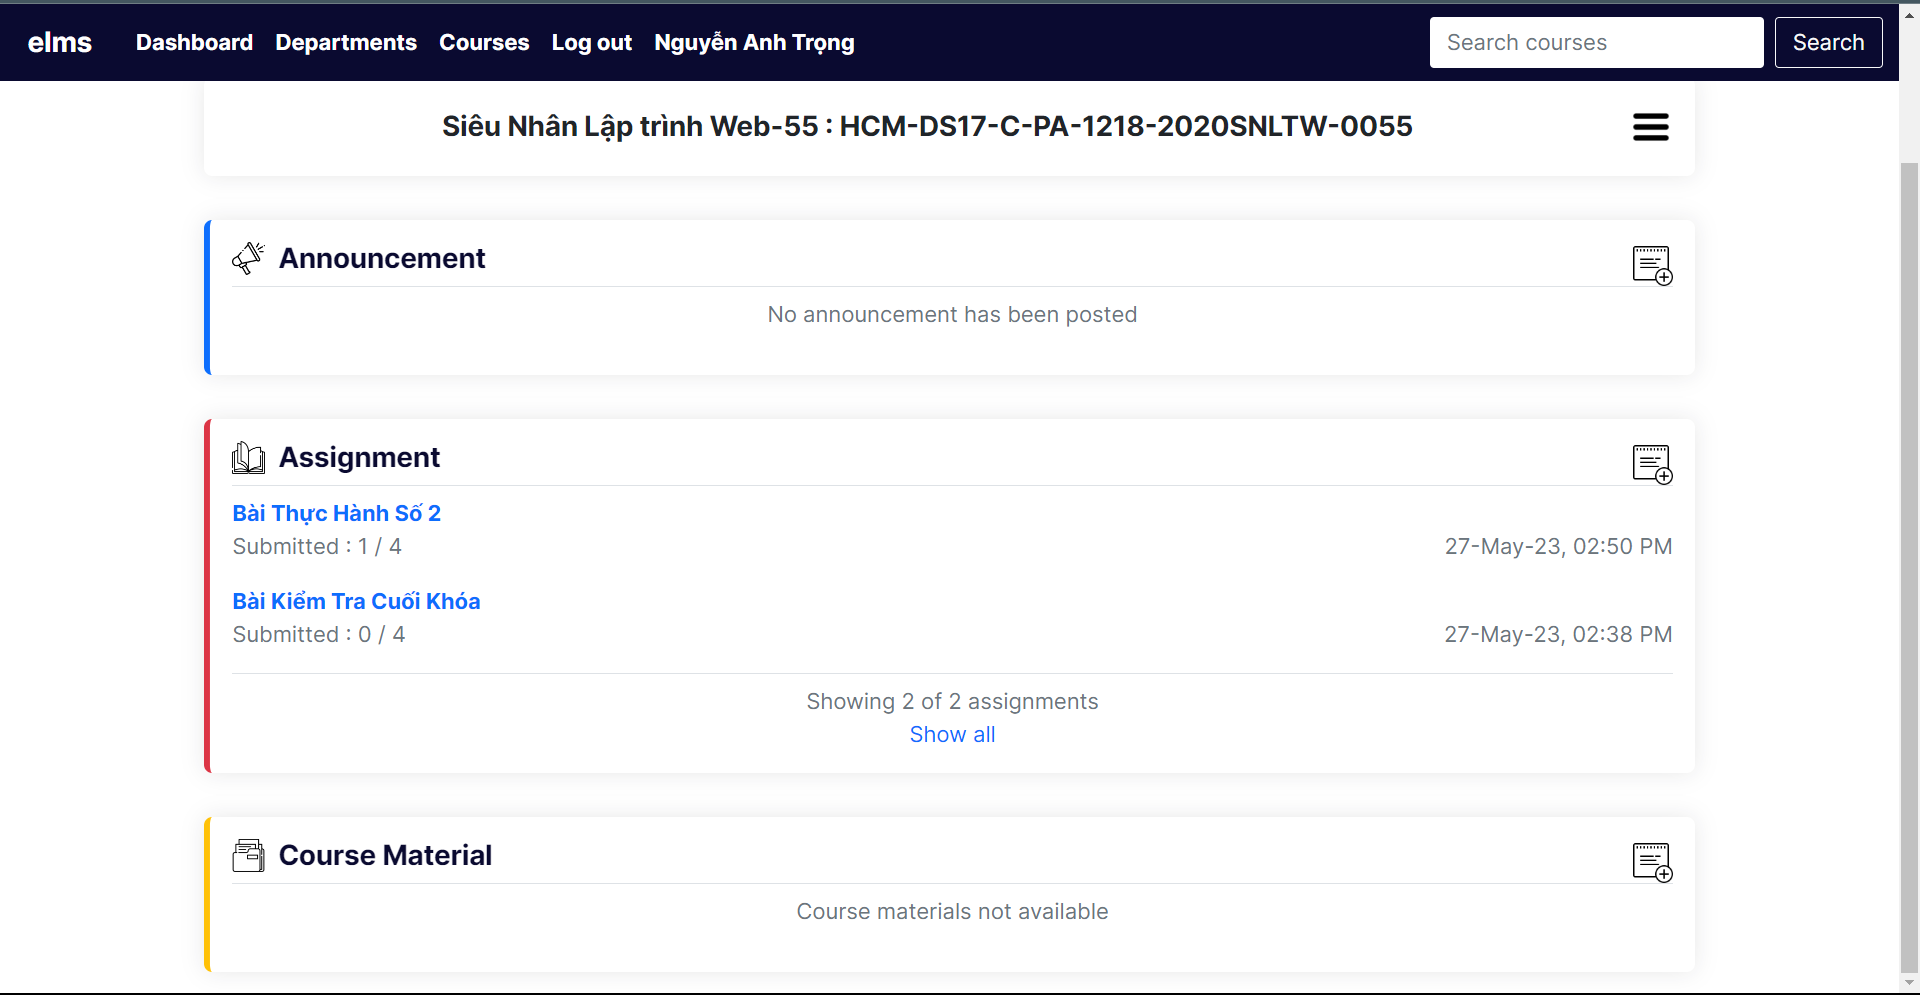 elms Dashboard Departments Courses Log out Nguyễn Anh Trọng Search courses Search
Siêu Nhân Lập trình Web-55 : HCM-DS17-C-PA-1218-2020SNLTW-0055
Announcement
No announcement has been posted
Assignment
Bài Thực Hành Số 2
Submitted : 1 / 4 27-May-23, 02:50 PM
Bài Kiểm Tra Cuối Khóa
Submitted : 0 / 4 27-May-23, 02:38 PM
Showing 2 of 2 assignments
Show all
Course Material
Course materials not available